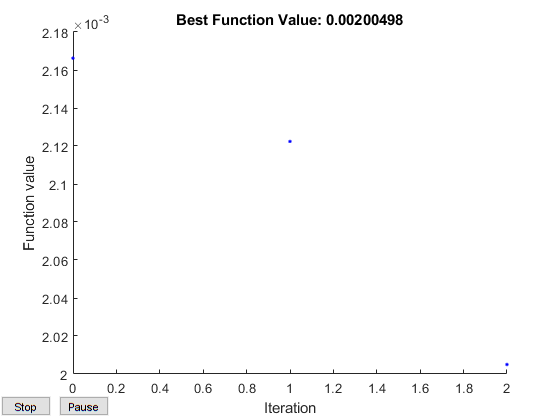 Best Function Value: 0.00200498
×10-3
2.18
2.16
2.14
2.12
2.1
2.08
2.06
2.04
2.02
2
Function value
0 0.2 0.4 0.6 0.8 1 1.2 1.4 1.6 1.8 2
Iteration
Stop Pause